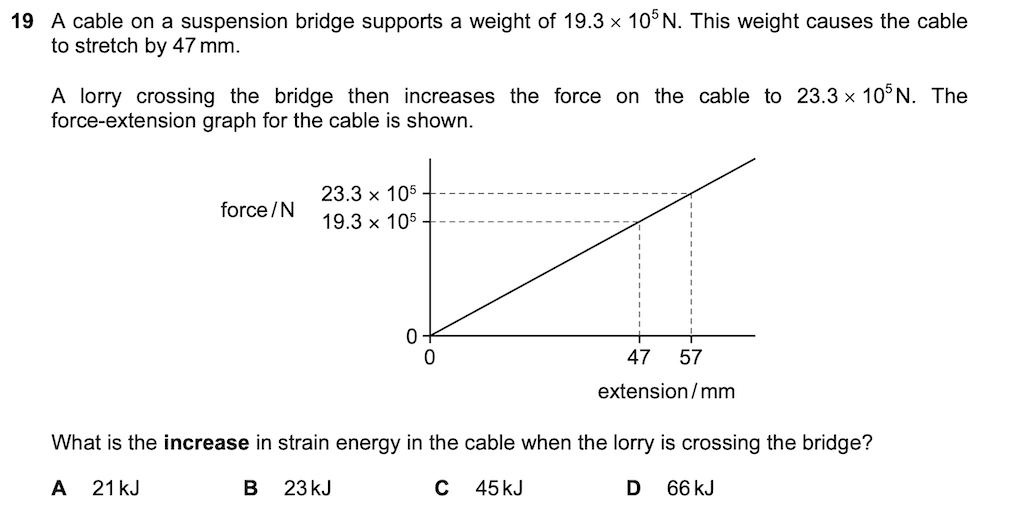 19 A cable on a suspension bridge supports a weight of 19.3 × 10⁵ N. This weight causes the cable
to stretch by 47 mm.
A lorry crossing the bridge then increases the force on the cable to 23.3 × 10⁵ N. The
force-extension graph for the cable is shown.
23.3 × 10⁵
force / N
19.3 × 10⁵
0
0 47 57
extension / mm
What is the increase in strain energy in the cable when the lorry is crossing the bridge?
A 21 kJ B 23 kJ C 45 kJ D 66 kJ